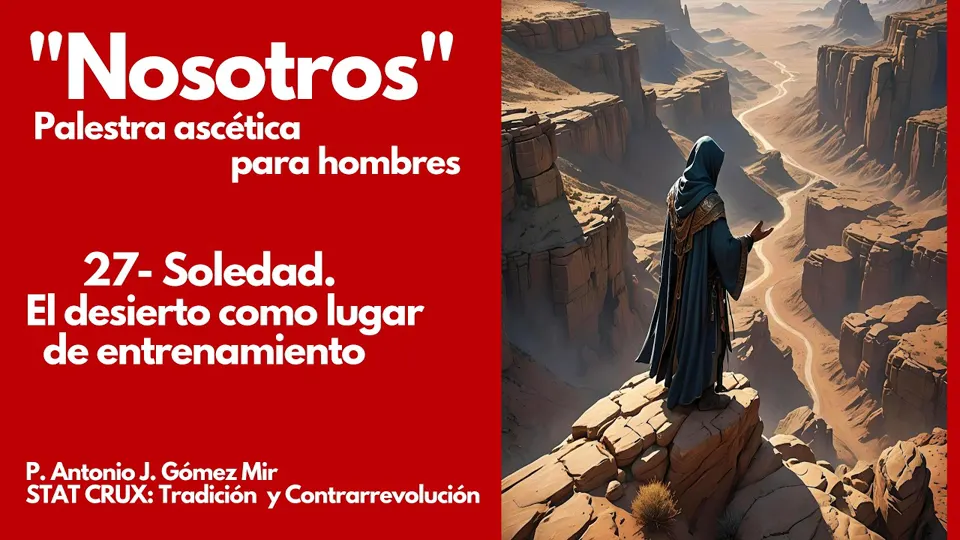 "Nosotros"
Palestra ascética
para hombres
27- Soledad.
El desierto como lugar
de entrenamiento
P. Antonio J. Gómez Mir
STAT CRUX: Tradición y Contrarrevolución